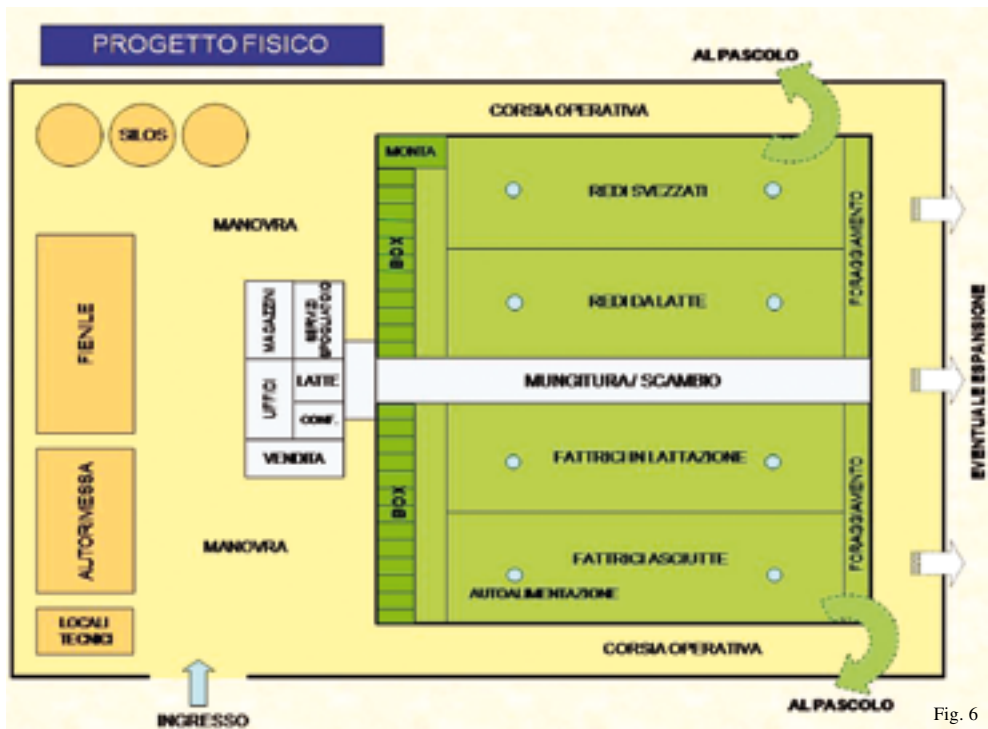 PROGETTO FISICO
AL PASCOLO
CORSIA OPERATIVA
SILOS
MONTA
REDI SVEZZATI
MANOVRA
BOX
FORAGGIAMENTO
FIENILE
MAGAZZINI
SERVIZI
SPOGLIATOIO
REDI DA LATTE
EVENTUALE ESPANSIONE
UFFICI
LATTE
MUNGITURA / SCAMBIO
CONF.
VENDITA
FATTRICI IN LATTAZIONE
AUTORIMESSA
BOX
FORAGGIAMENTO
MANOVRA
FATTRICI ASCIUTTE
AUTOALIMENTAZIONE
LOCALI
TECNICI
CORSIA OPERATIVA
INGRESSO
AL PASCOLO
Fig. 6